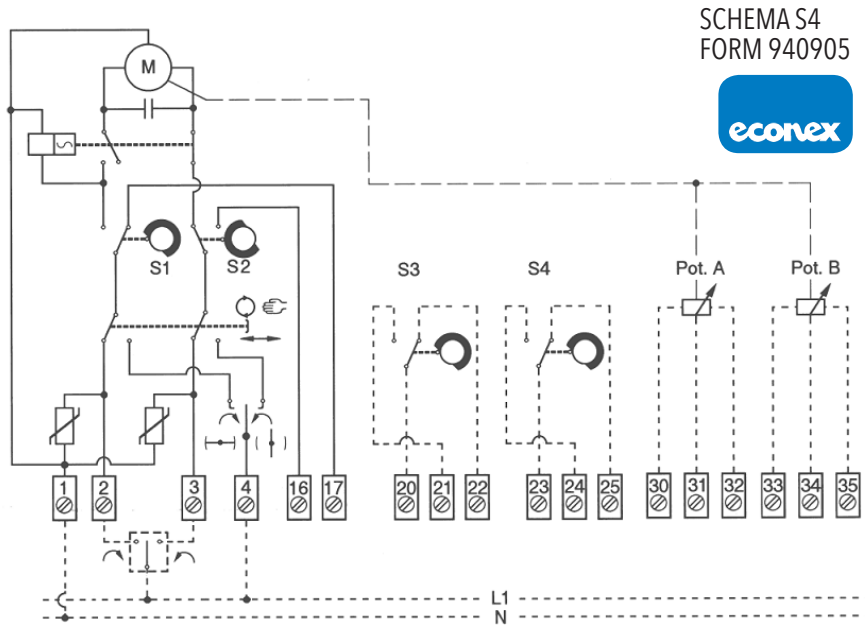 SCHEMA S4
FORM 940905
econex
M
S1 S2
S3 S4 Pot. A Pot. B
1 2 3 4 16 17 20 21 22 23 24 25 30 31 32 33 34 35
L1
N